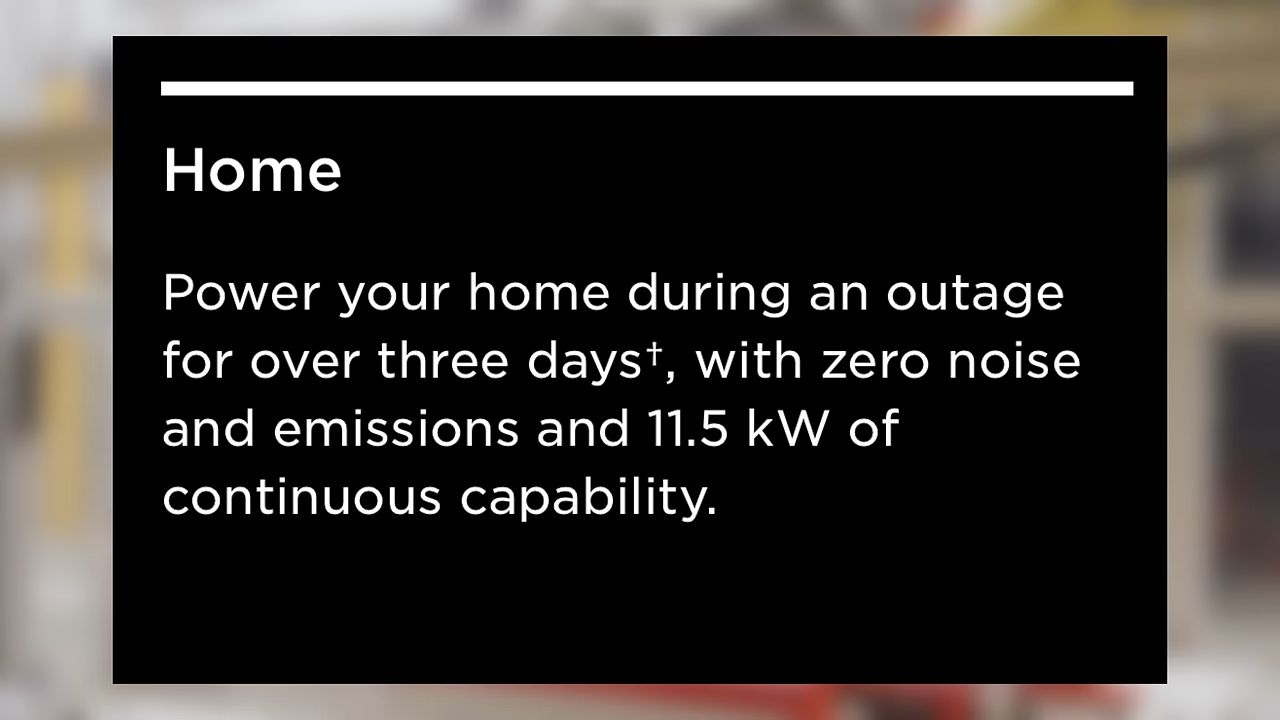 Home
Power your home during an outage
for over three days†, with zero noise
and emissions and 11.5 kW of
continuous capability.